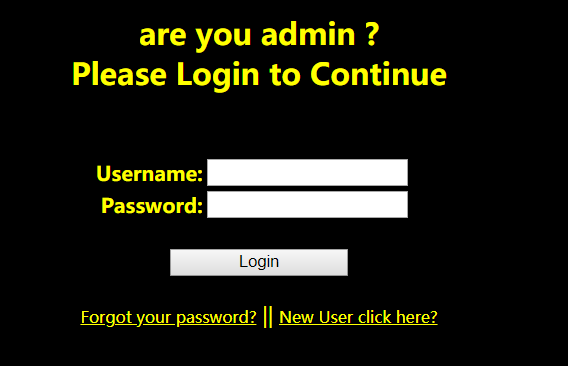 are you admin ?
Please Login to Continue
Username:
Password:
Login
Forgot your password? || New User click here?